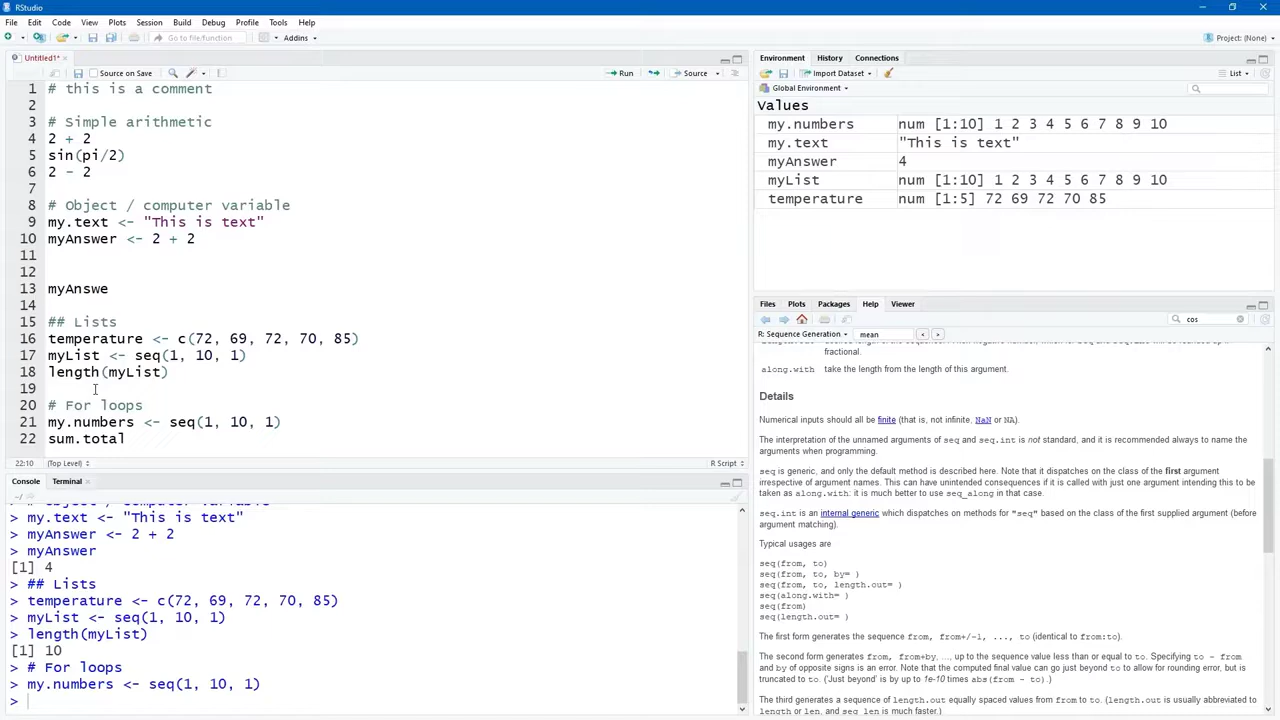 RStudio
File Edit Code View Plots Session Build Debug Profile Tools Help
Go to file/function Addins Project: (None)
Untitled1*
Source on Save Run Source
1 # this is a comment
2
3 # Simple arithmetic
4 2 + 2
5 sin(pi/2)
6 2 - 2
7
8 # Object / computer variable
9 my.text <- "This is text"
10 myAnswer <- 2 + 2
11
12
13 myAnswe
14
15 ## Lists
16 temperature <- c(72, 69, 72, 70, 85)
17 myList <- seq(1, 10, 1)
18 length(myList)
19
20 # For loops
21 my.numbers <- seq(1, 10, 1)
22 sum.total
22:10 (Top Level) R Script
Console Terminal
~/
> my.text <- "This is text"
> myAnswer <- 2 + 2
> myAnswer
[1] 4
> ## Lists
> temperature <- c(72, 69, 72, 70, 85)
> myList <- seq(1, 10, 1)
> length(myList)
[1] 10
> # For loops
> my.numbers <- seq(1, 10, 1)
>
Environment History Connections
Import Dataset List
Global Environment
Values
my.numbers num [1:10] 1 2 3 4 5 6 7 8 9 10
my.text "This is text"
myAnswer 4
myList num [1:10] 1 2 3 4 5 6 7 8 9 10
temperature num [1:5] 72 69 72 70 85
Files Plots Packages Help Viewer
cos
R: Sequence Generation mean
fractional.
along.with take the length from the length of this argument.
Details
Numerical inputs should all be finite (that is, not infinite, NaN or NA).
The interpretation of the unnamed arguments of seq and seq.int is not standard, and it is recommended always to name the
arguments when programming.
seq is generic, and only the default method is described here. Note that it dispatches on the class of the first argument
irrespective of argument names. This can have unintended consequences if it is called with just one argument intending this to be
taken as along.with: it is much better to use seq_along in that case.
seq.int is an internal generic which dispatches on methods for "seq" based on the class of the first supplied argument (before
argument matching).
Typical usages are
seq(from, to)
seq(from, to, by= )
seq(from, to, length.out= )
seq(along.with= )
seq(from)
seq(length.out= )
The first form generates the sequence from, from+/-1, ..., to (identical to from:to).
The second form generates from, from+by, ..., up to the sequence value less than or equal to to. Specifying to - from
and by of opposite signs is an error. Note that the computed final value can go just beyond to to allow for rounding error, but is
truncated to to. ('Just beyond' is by up to 1e-10 times abs(from - to).)
The third generates a sequence of length.out equally spaced values from from to to. (length.out is usually abbreviated to
length or len, and seq_len is much faster.)